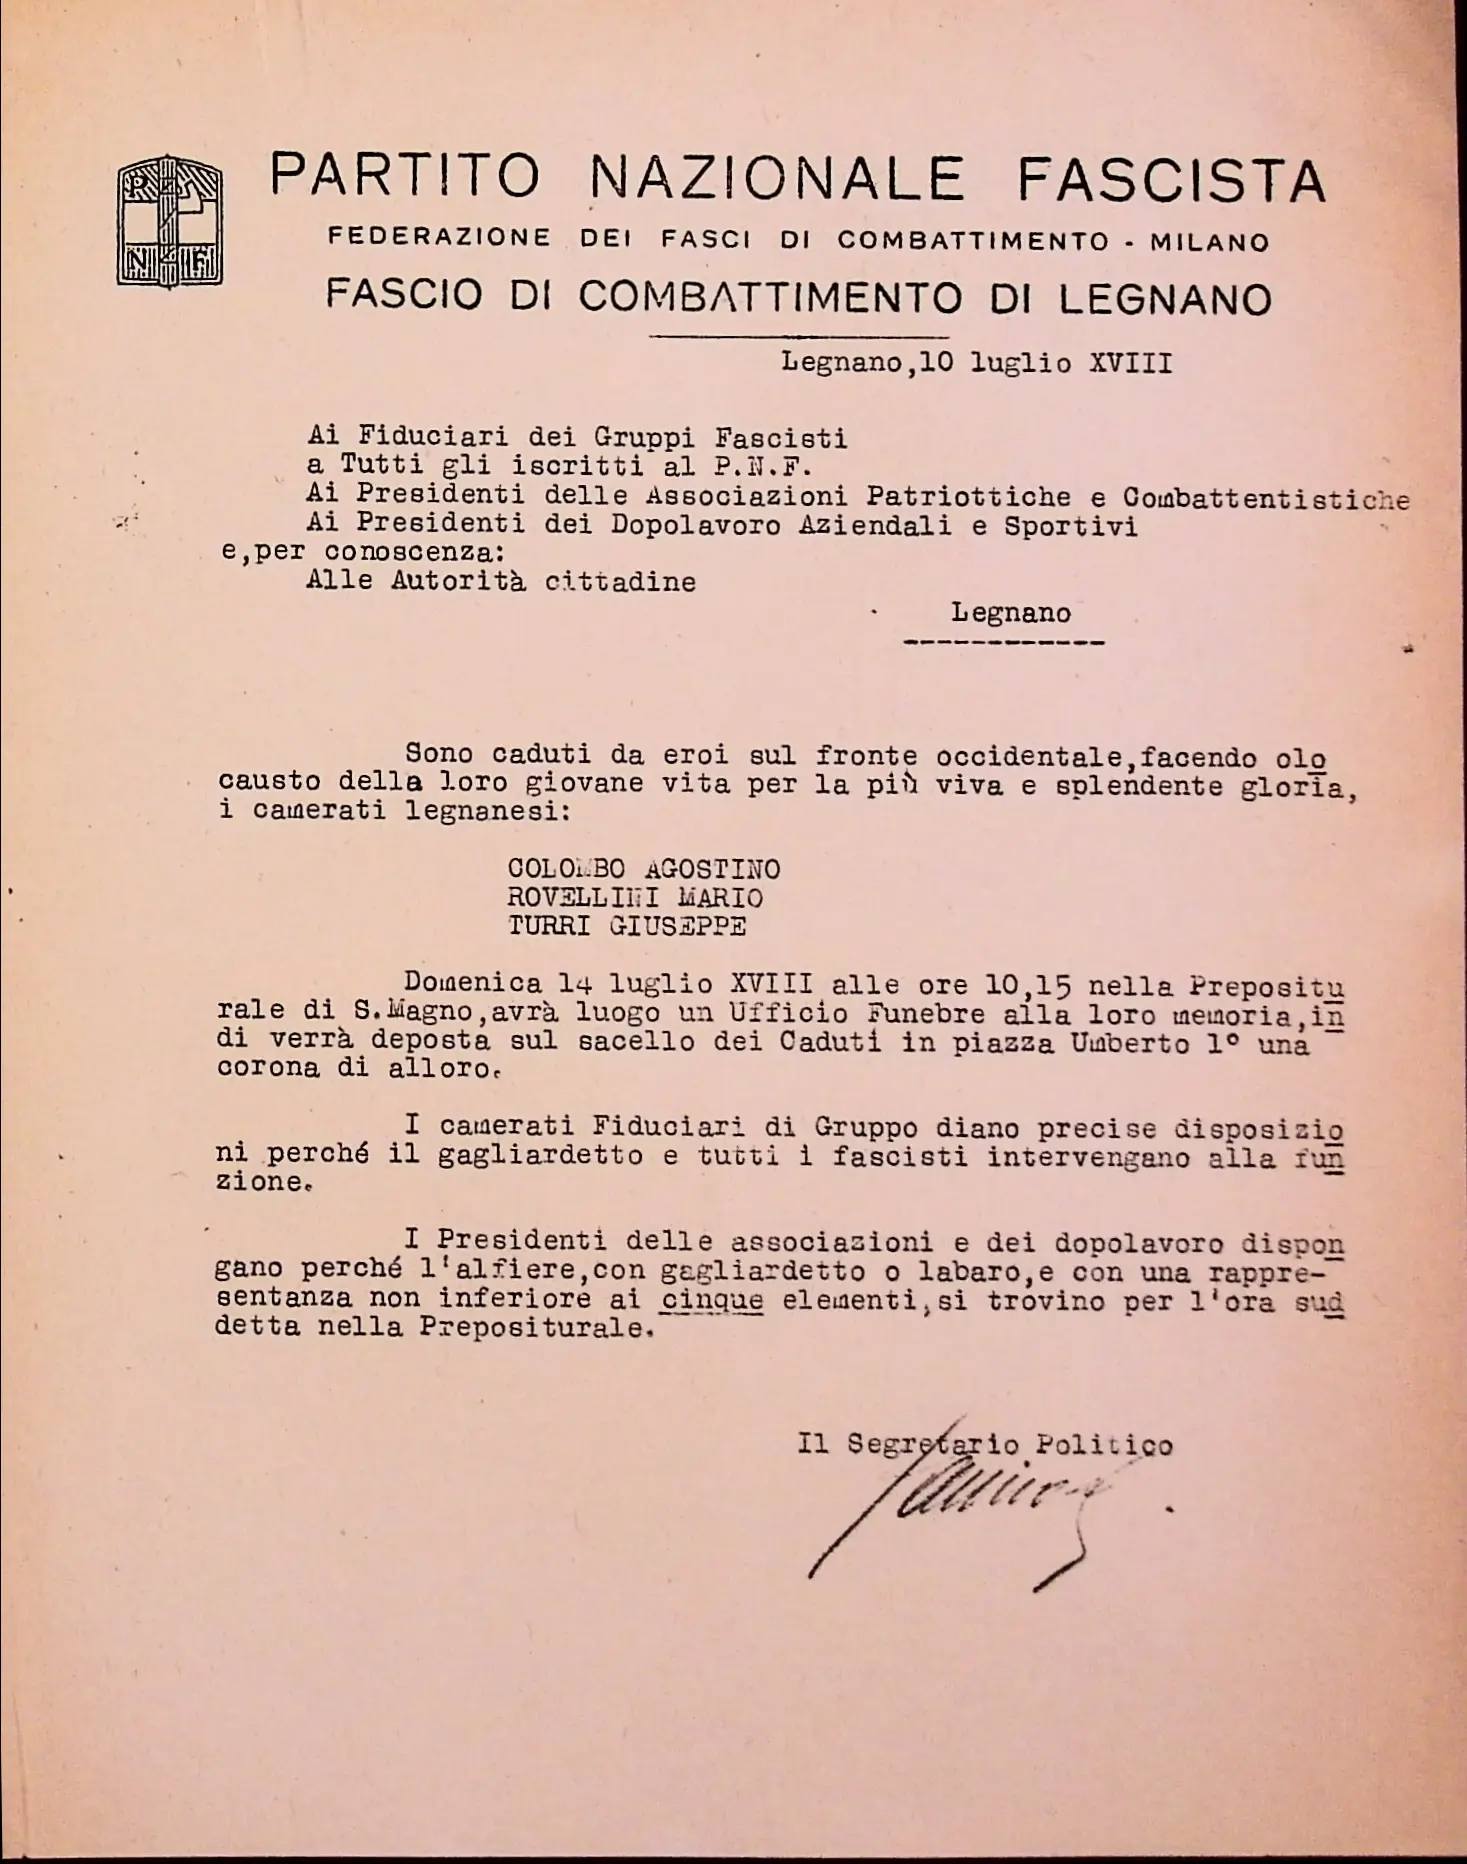 P
N F
PARTITO NAZIONALE FASCISTA
FEDERAZIONE DEI FASCI DI COMBATTIMENTO - MILANO
FASCIO DI COMBATTIMENTO DI LEGNANO
Legnano,10 luglio XVIII
Ai Fiduciari dei Gruppi Fascisti
a Tutti gli iscritti al P.N.F.
Ai Presidenti delle Associazioni Patriottiche e Combattentistiche
Ai Presidenti dei Dopolavoro Aziendali e Sportivi
e,per conoscenza:
Alle Autorità cittadine
Legnano
------------
Sono caduti da eroi sul fronte occidentale,facendo olo
causto della loro giovane vita per la più viva e splendente gloria,
i camerati legnanesi:
COLOMBO AGOSTINO
ROVELLINI MARIO
TURRI GIUSEPPE
Domenica 14 luglio XVIII alle ore 10,15 nella Prepositu
rale di S.Magno,avrà luogo un Ufficio Funebre alla loro memoria,in
di verrà deposta sul sacello dei Caduti in piazza Umberto 1° una
corona di alloro.
I camerati Fiduciari di Gruppo diano precise disposizio
ni perché il gagliardetto e tutti i fascisti intervengano alla fun
zione.
I Presidenti delle associazioni e dei dopolavoro dispon
gano perché l'alfiere,con gagliardetto o labaro,e con una rappre-
sentanza non inferiore ai cinque elementi,si trovino per l'ora sud
detta nella Prepositurale.
Il Segretario Politico